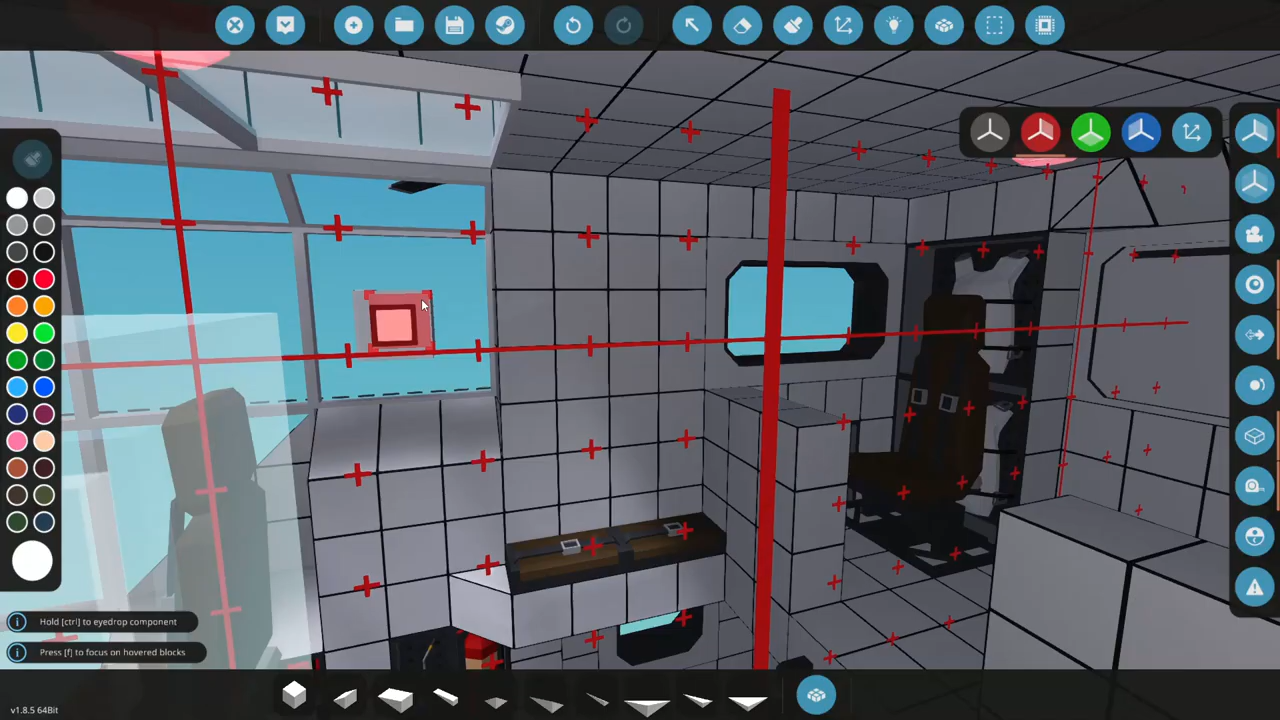 Hold [ctrl] to eyedrop component
Press [f] to focus on hovered blocks
v1.8.5 64Bit